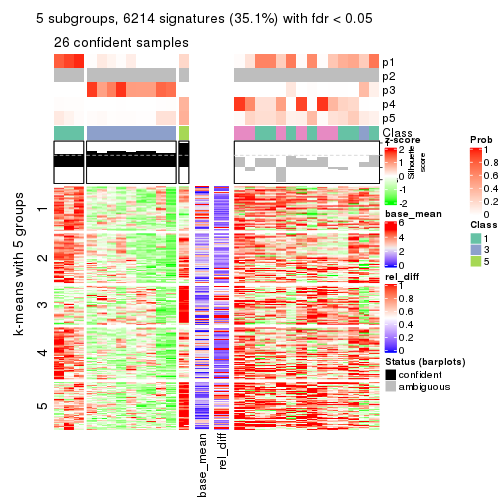 5 subgroups, 6214 signatures (35.1%) with fdr < 0.05
26 confident samples
p1
p2
p3
p4
p5
Class
1
Silhouette
score
k-means with 5 groups
1
2
3
4
5
base_mean
rel_diff
z-score
2
1
0
-1
-2
base_mean
6
4
2
0
rel_diff
1
0.8
0.6
0.4
0.2
0
Status (barplots)
confident
ambiguous
Prob
1
0.8
0.6
0.4
0.2
0
Class
1
3
5